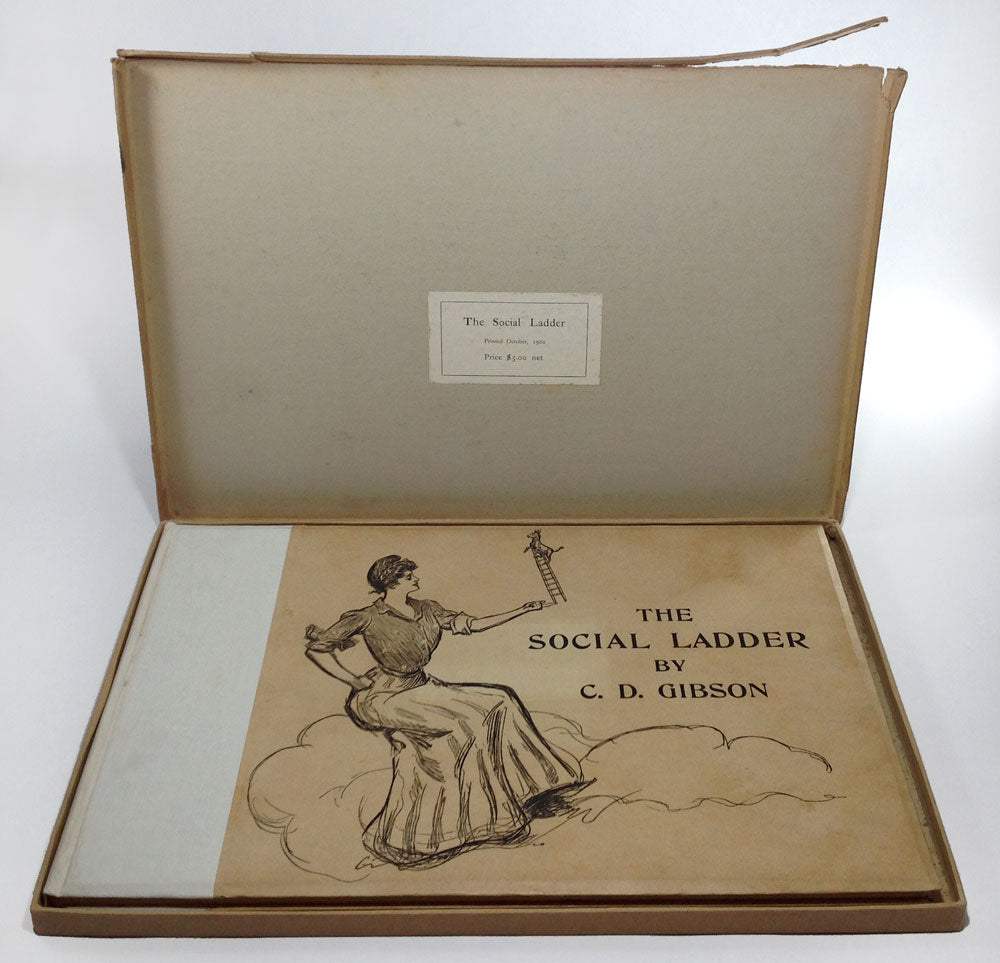 The Social Ladder
Printed October, 1902
Price $5.00 net
THE
SOCIAL LADDER
BY
C. D. GIBSON